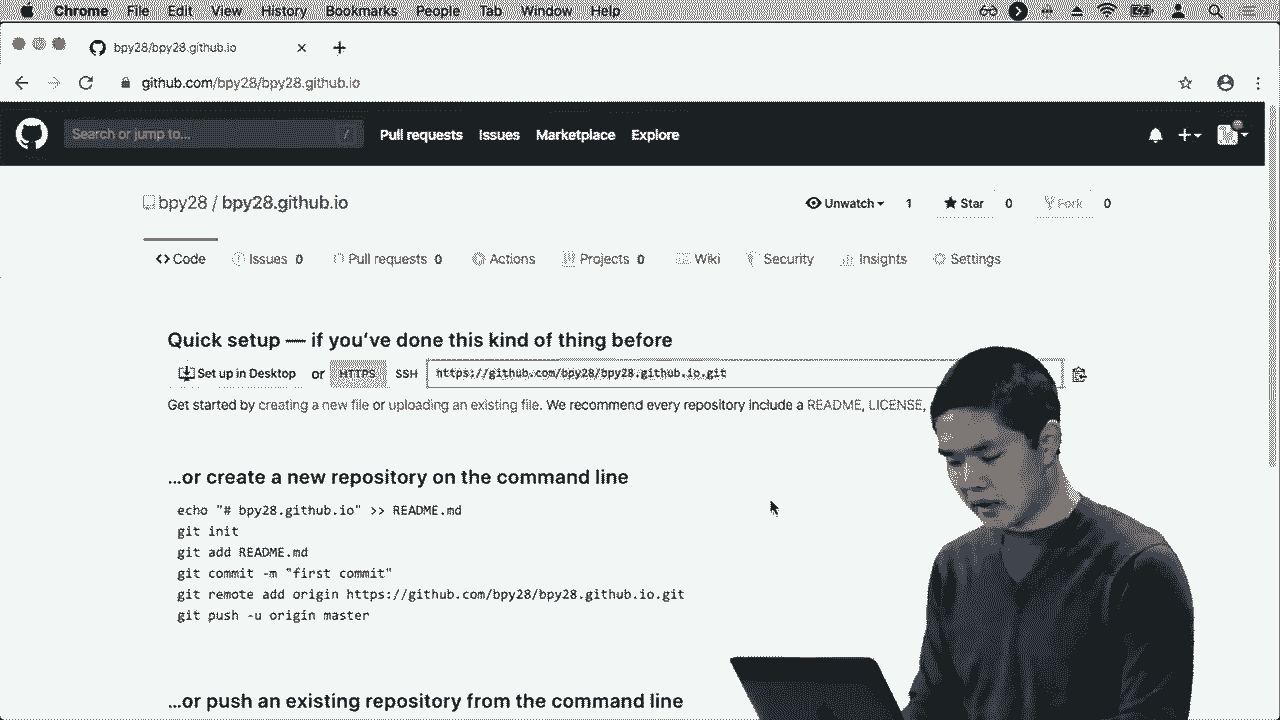 Chrome File Edit View History Bookmarks People Tab Window Help
bpy28/bpy28.github.io
github.com/bpy28/bpy28.github.io
Search or jump to... / Pull requests Issues Marketplace Explore
bpy28 / bpy28.github.io Unwatch 1 Star 0 Fork 0
Code Issues 0 Pull requests 0 Actions Projects 0 Wiki Security Insights Settings
Quick setup — if you've done this kind of thing before
Set up in Desktop or HTTPS SSH https://github.com/bpy28/bpy28.github.io.git
Get started by creating a new file or uploading an existing file. We recommend every repository include a README, LICENSE,
...or create a new repository on the command line
echo "# bpy28.github.io" >> README.md
git init
git add README.md
git commit -m "first commit"
git remote add origin https://github.com/bpy28/bpy28.github.io.git
git push -u origin master
...or push an existing repository from the command line